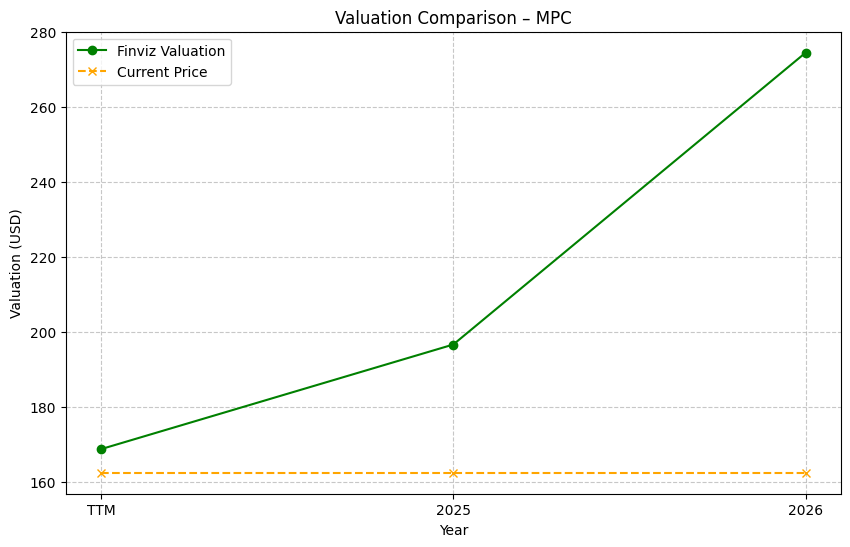 Valuation Comparison – MPC
Finviz Valuation
Current Price
Valuation (USD)
280
260
240
220
200
180
160
TTM
2025
2026
Year